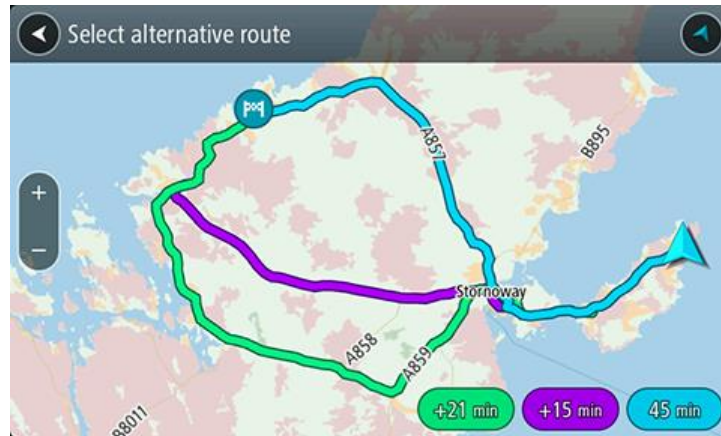 Select alternative route
A857
B895
+
−
Stornoway
A858
A859
B8011
+21 min
+15 min
45 min